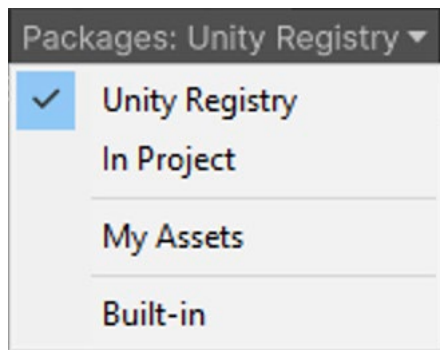 Packages: Unity Registry
Unity Registry
In Project
My Assets
Built-in